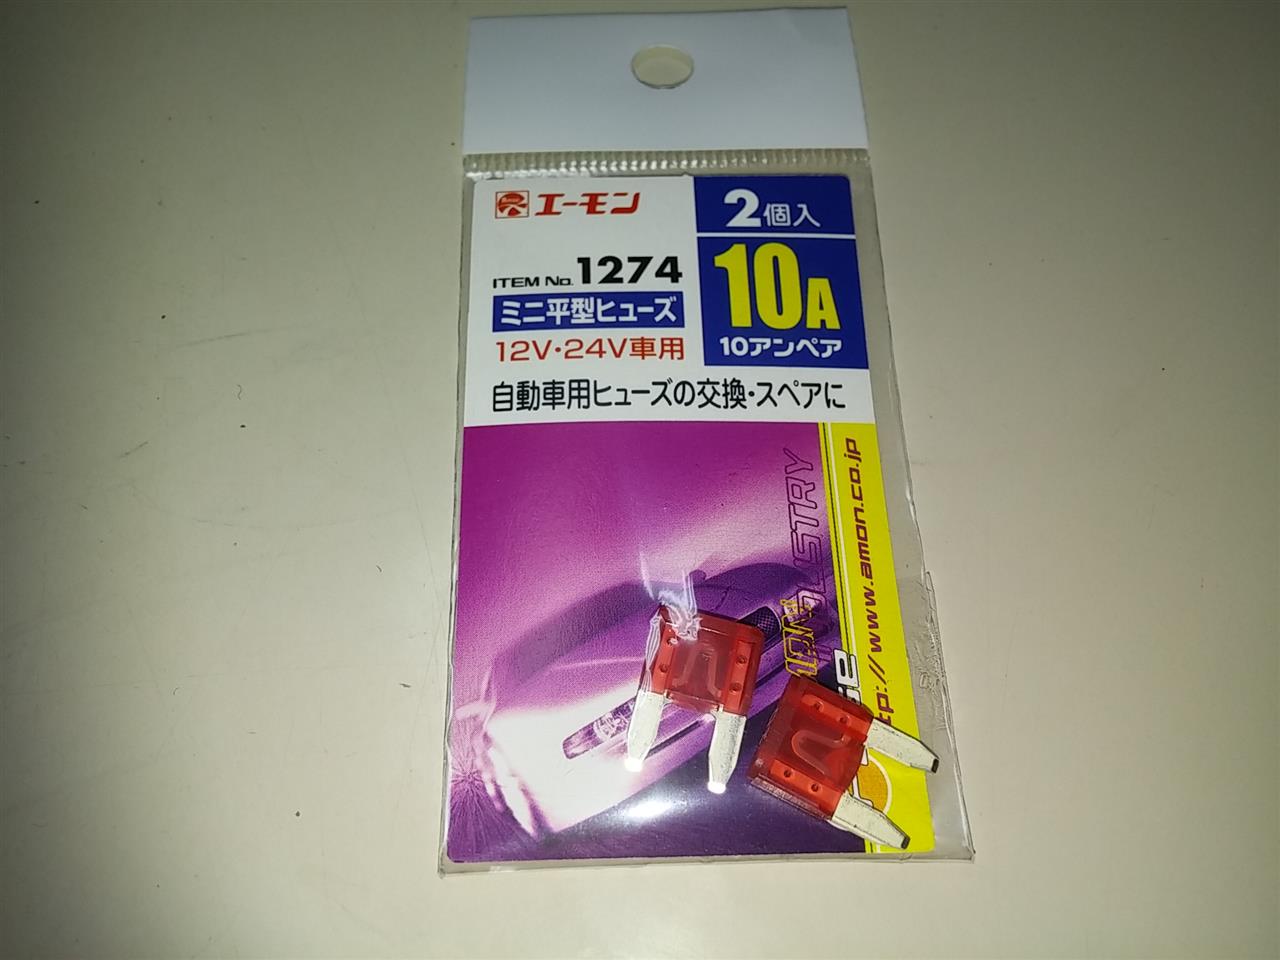 エーモン
2個入
ITEM No. 1274
10A
10アンペア
ミニ平型ヒューズ
12V・24V車用
自動車用ヒューズの交換・スペアに
http://www.amon.co.jp